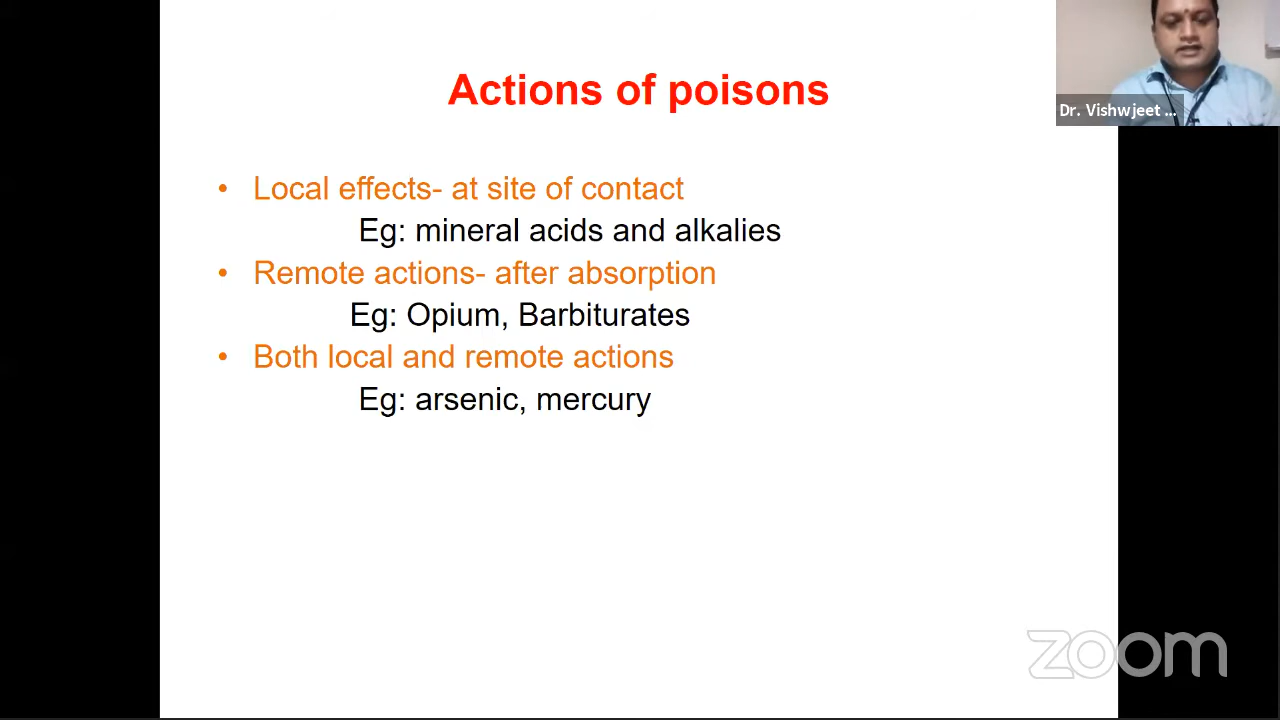 Actions of poisons
Dr. Vishwjeet ...
• Local effects- at site of contact
Eg: mineral acids and alkalies
• Remote actions- after absorption
Eg: Opium, Barbiturates
• Both local and remote actions
Eg: arsenic, mercury
zoom